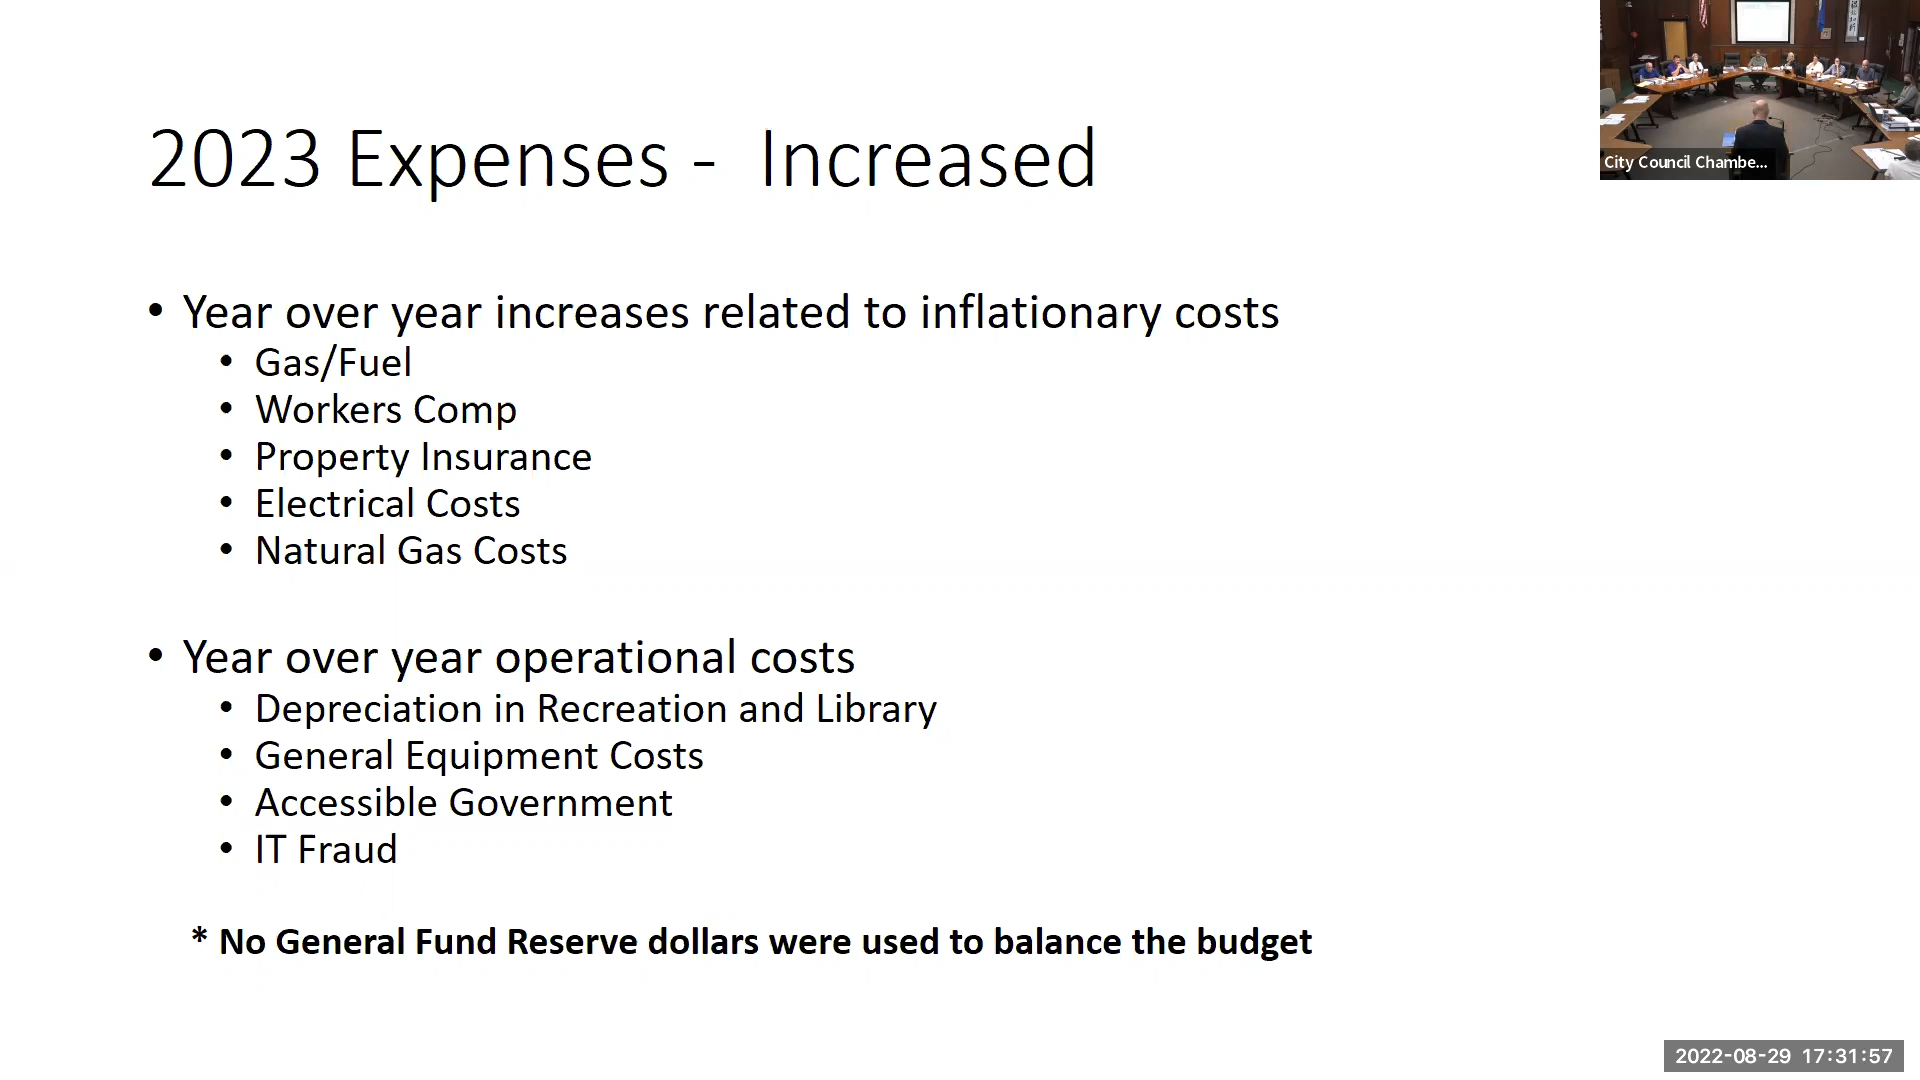 City Council Chambe...
2023 Expenses - Increased
• Year over year increases related to inflationary costs
• Gas/Fuel
• Workers Comp
• Property Insurance
• Electrical Costs
• Natural Gas Costs
• Year over year operational costs
• Depreciation in Recreation and Library
• General Equipment Costs
• Accessible Government
• IT Fraud
* No General Fund Reserve dollars were used to balance the budget
2022-08-29 17:31:57